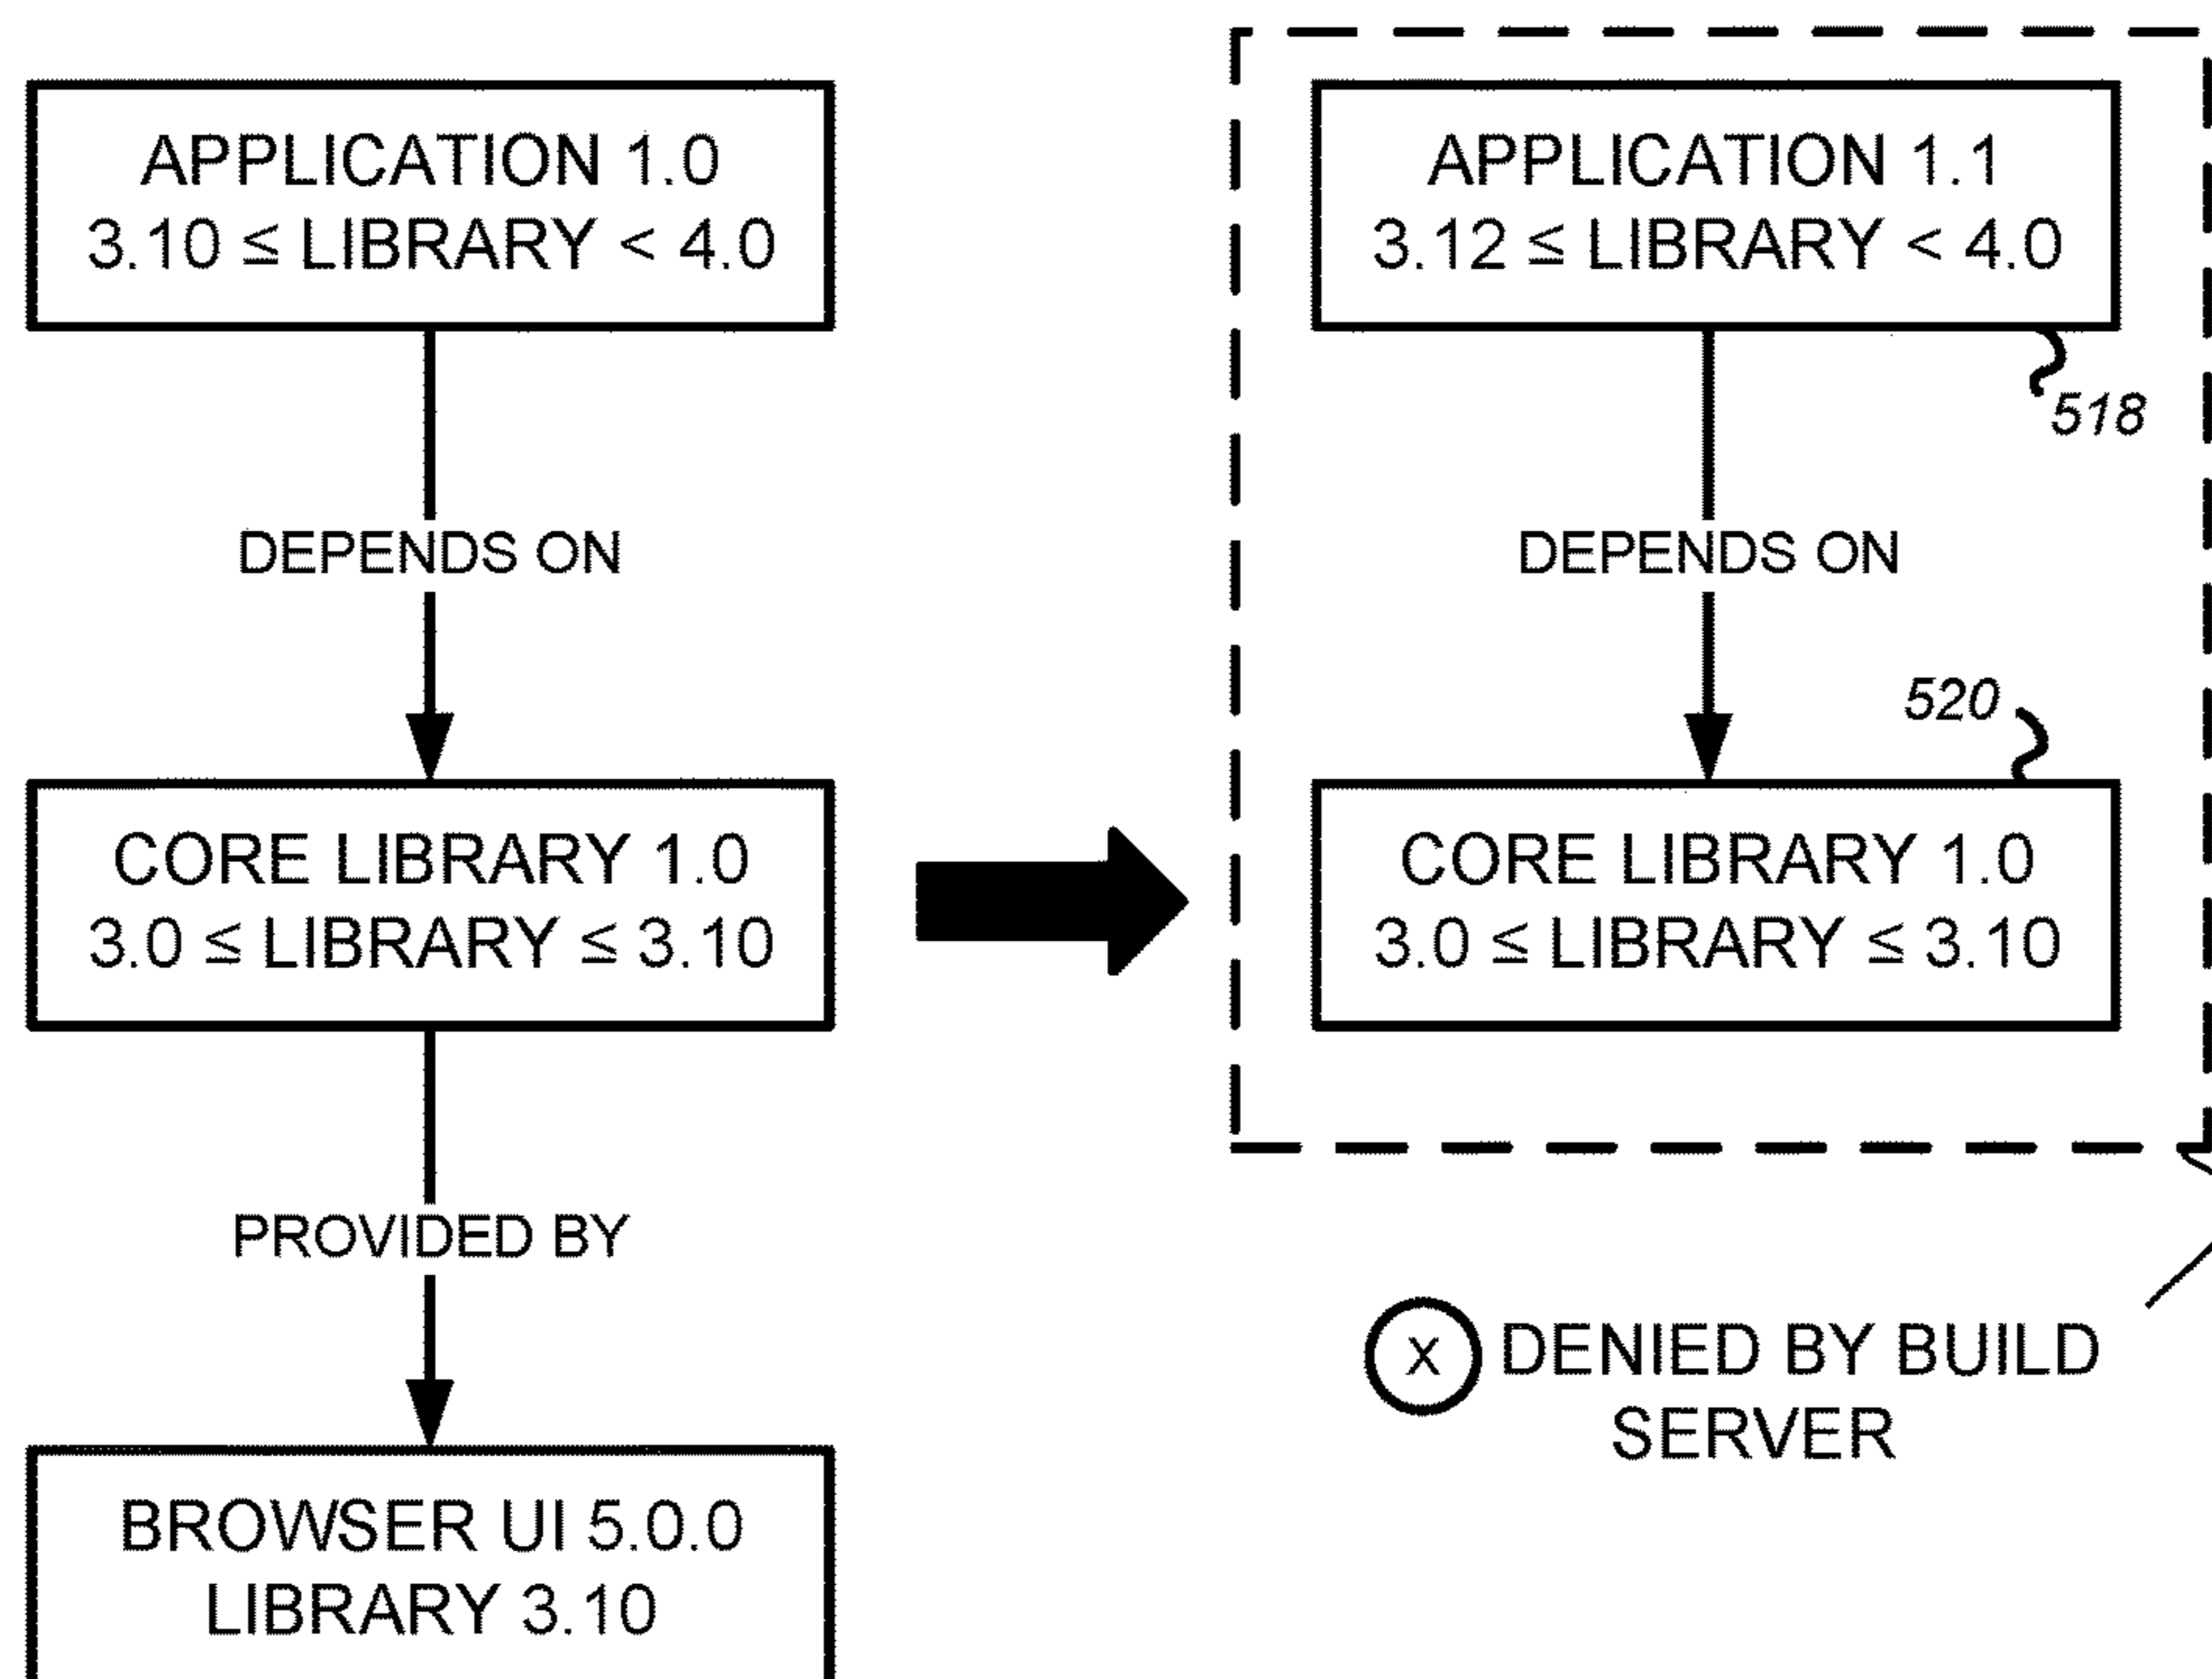 APPLICATION 1.0
3.10 ≤ LIBRARY < 4.0
DEPENDS ON
CORE LIBRARY 1.0
3.0 ≤ LIBRARY ≤ 3.10
PROVIDED BY
BROWSER UI 5.0.0
LIBRARY 3.10
APPLICATION 1.1
3.12 ≤ LIBRARY < 4.0
518
DEPENDS ON
520
CORE LIBRARY 1.0
3.0 ≤ LIBRARY ≤ 3.10
X DENIED BY BUILD
SERVER